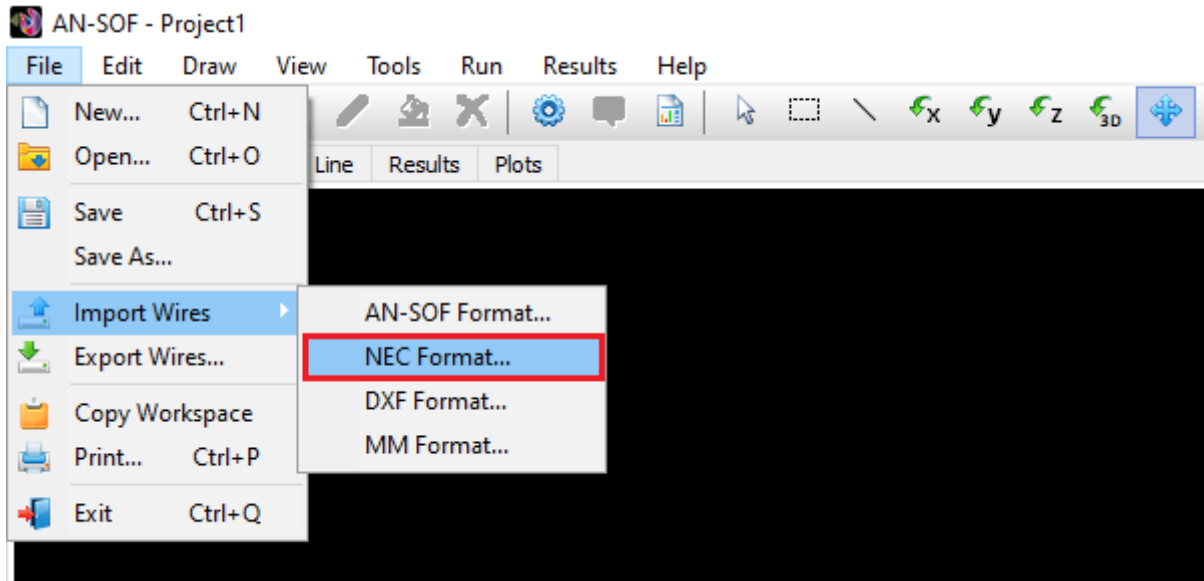 AN-SOF - Project1
File Edit Draw View Tools Run Results Help
New... Ctrl+N
x y z 3D
Open... Ctrl+O
Line Results Plots
Save Ctrl+S
Save As...
Import Wires
AN-SOF Format...
Export Wires...
NEC Format...
DXF Format...
Copy Workspace
MM Format...
Print... Ctrl+P
Exit Ctrl+Q